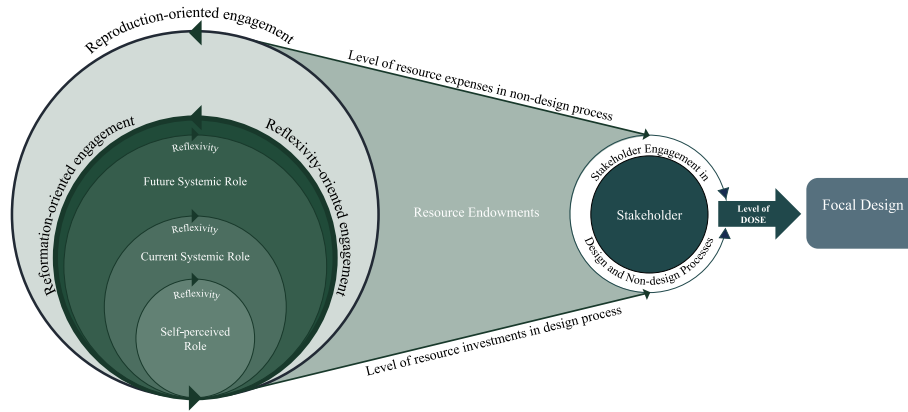 Reproduction-oriented engagement
Level of resource expenses in non-design process
Reformation-oriented engagement
Reflexivity-oriented engagement
Reflexivity
Future Systemic Role
Reflexivity
Current Systemic Role
Reflexivity
Self-perceived
Role
Resource Endowments
Stakeholder Engagement in
Stakeholder
Design and Non-design Processes
Level of
DOSE
Focal Design
Level of resource investments in design process